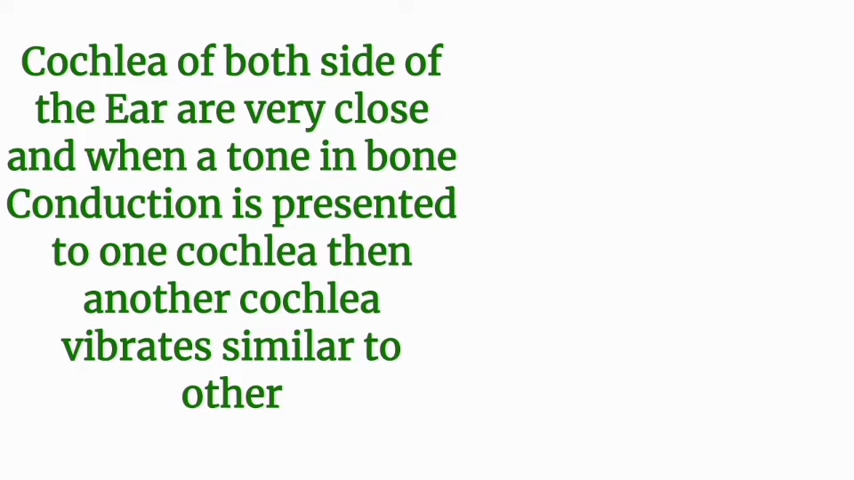 Cochlea of both side of
the Ear are very close
and when a tone in bone
Conduction is presented
to one cochlea then
another cochlea
vibrates similar to
other